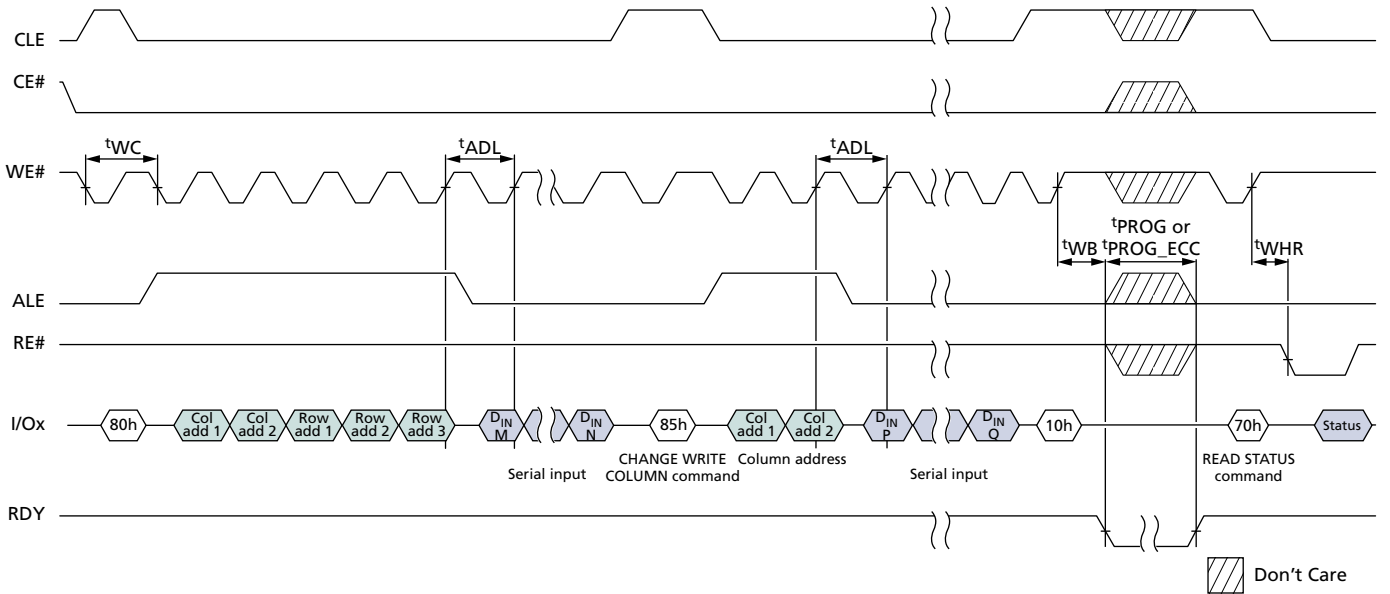 CLE
CE#
tWC
tADL
tADL
WE#
tPROG or
tWB tPROG_ECC tWHR
ALE
RE#
I/Ox 80h Col add 1 Col add 2 Row add 1 Row add 2 Row add 3 DIN M DIN N 85h Col add 1 Col add 2 DIN P DIN Q 10h 70h Status
Serial input
CHANGE WRITE
COLUMN command
Column address
Serial input
READ STATUS
command
RDY
Don't Care